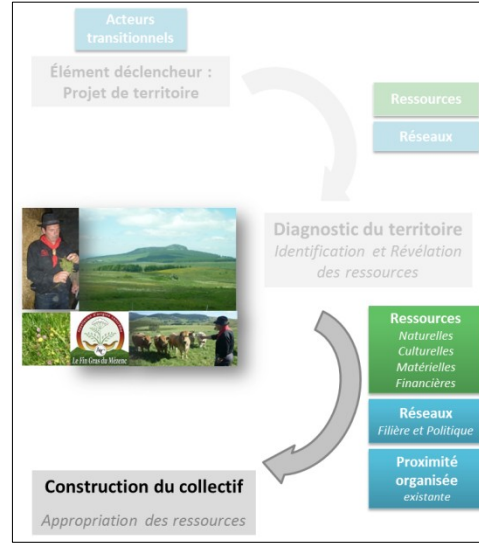 Acteurs
transitionnels
Élément déclencheur :
Projet de territoire
Ressources
Réseaux
Diagnostic du territoire
Identification et Révélation
des ressources
Le Fin Gras du Mézenc
Ressources
Naturelles
Culturelles
Matérielles
Financières
Réseaux
Filière et Politique
Proximité
organisée
existante
Construction du collectif
Appropriation des ressources